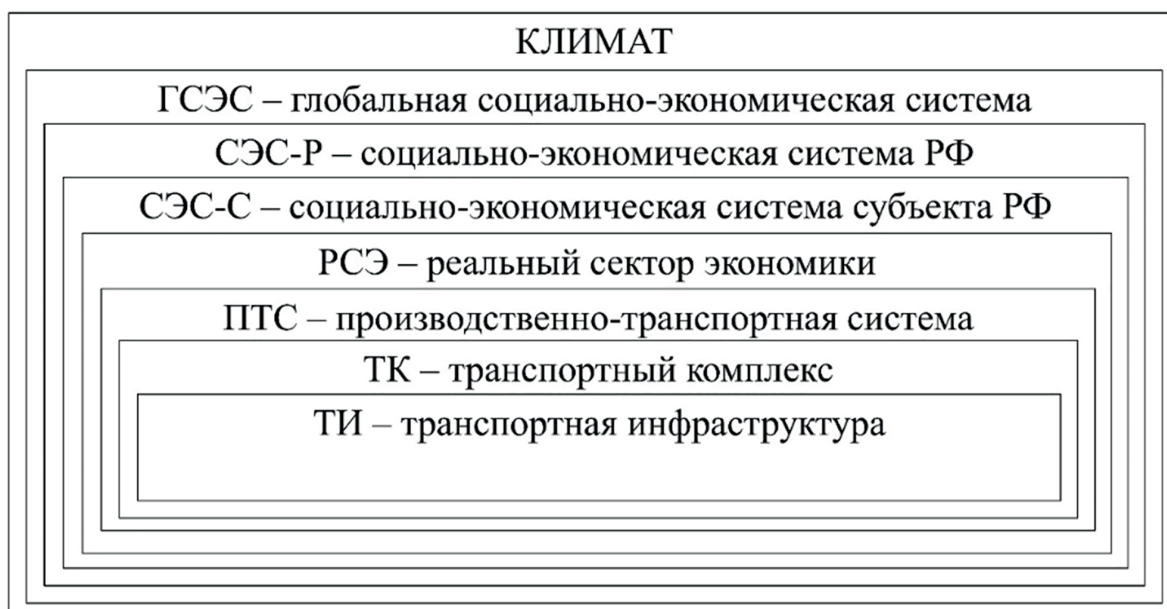 КЛИМАТ
ГСЭС – глобальная социально-экономическая система
СЭС-Р – социально-экономическая система РФ
СЭС-С – социально-экономическая система субъекта РФ
РСЭ – реальный сектор экономики
ПТС – производственно-транспортная система
ТК – транспортный комплекс
ТИ – транспортная инфраструктура